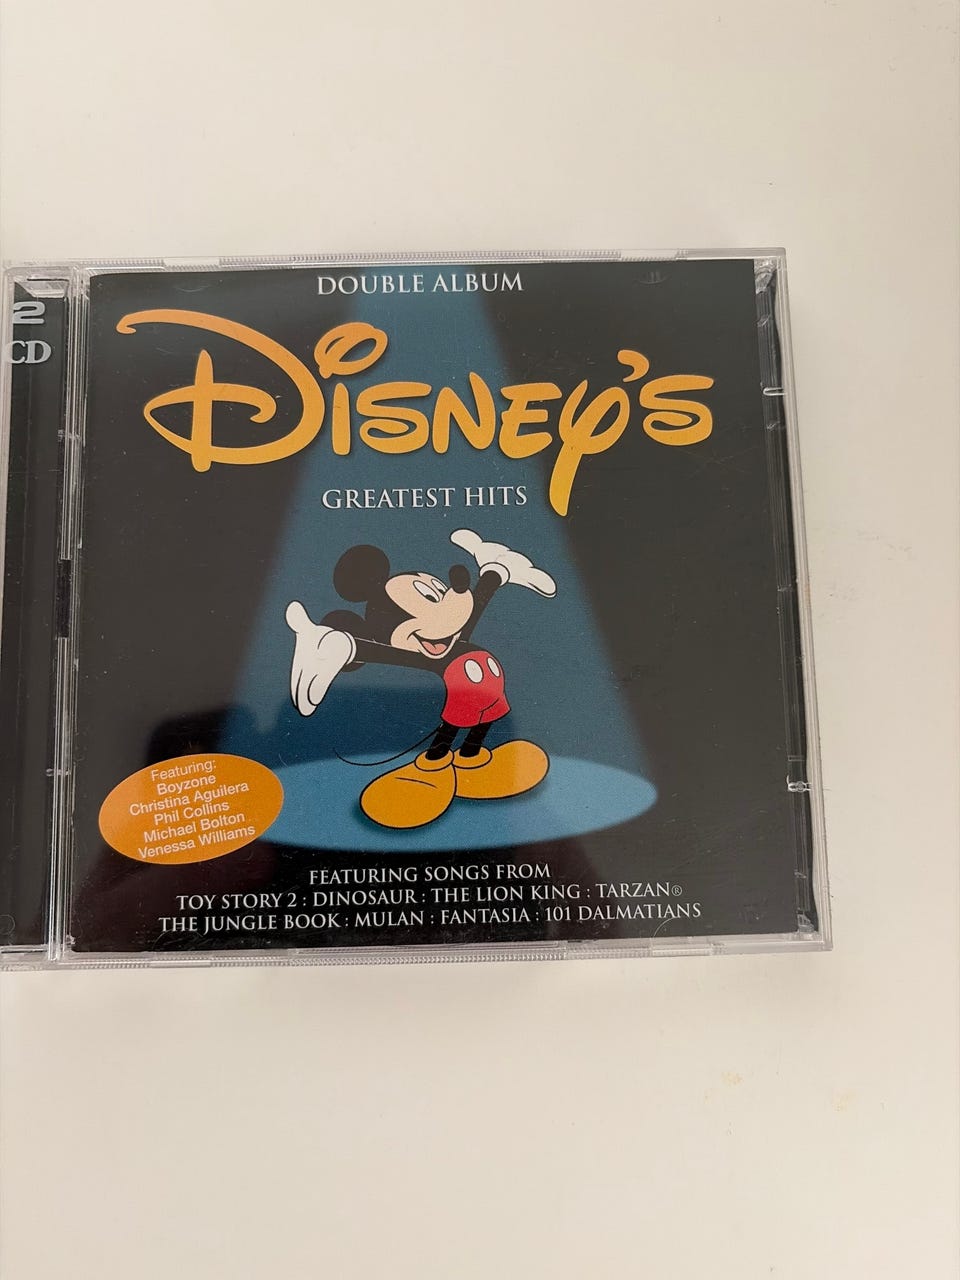 2
CD
DOUBLE ALBUM
DISNEY'S
GREATEST HITS
Featuring:
Boyzone
Christina Aguilera
Phil Collins
Michael Bolton
Venessa Williams
FEATURING SONGS FROM
TOY STORY 2 : DINOSAUR : THE LION KING : TARZAN®
THE JUNGLE BOOK : MULAN : FANTASIA : 101 DALMATIANS